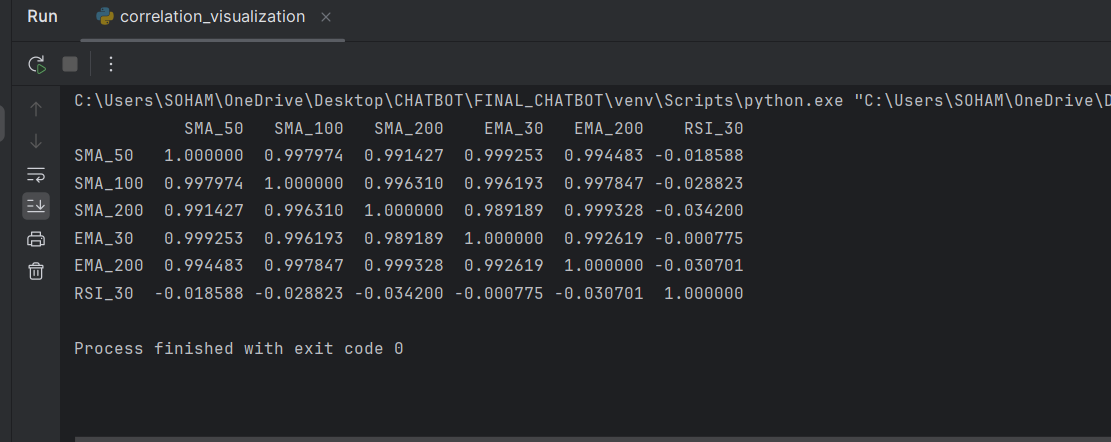 Run correlation_visualization
C:\Users\SOHAM\OneDrive\Desktop\CHATBOT\FINAL_CHATBOT\venv\Scripts\python.exe "C:\Users\SOHAM\OneDrive\D
SMA_50 SMA_100 SMA_200 EMA_30 EMA_200 RSI_30
SMA_50 1.000000 0.997974 0.991427 0.999253 0.994483 -0.018588
SMA_100 0.997974 1.000000 0.996310 0.996193 0.997847 -0.028823
SMA_200 0.991427 0.996310 1.000000 0.989189 0.999328 -0.034200
EMA_30 0.999253 0.996193 0.989189 1.000000 0.992619 -0.000775
EMA_200 0.994483 0.997847 0.999328 0.992619 1.000000 -0.030701
RSI_30 -0.018588 -0.028823 -0.034200 -0.000775 -0.030701 1.000000
Process finished with exit code 0